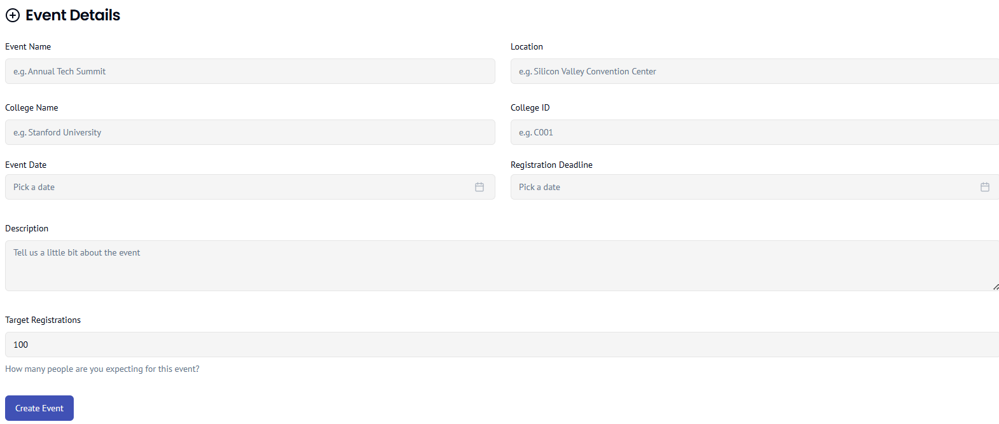 Event Details
Event Name
Location
e.g. Annual Tech Summit
e.g. Silicon Valley Convention Center
College Name
College ID
e.g. Stanford University
e.g. C001
Event Date
Registration Deadline
Pick a date
Pick a date
Description
Tell us a little bit about the event
Target Registrations
100
How many people are you expecting for this event?
Create Event